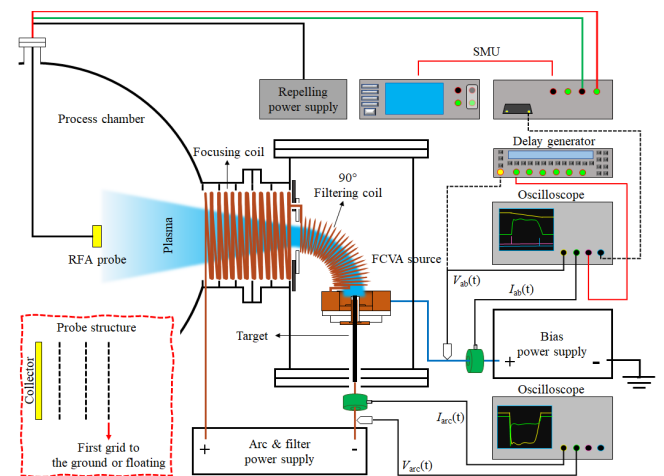 SMU
Repelling
power supply
Process chamber
Delay generator
Focusing coil
90°
Filtering coil
Oscilloscope
Plasma
RFA probe
FCVA source
Vab(t)
Iab(t)
Probe structure
Target
Bias
power supply
+
-
Collector
Oscilloscope
Iarc(t)
First grid to
the ground or floating
+
Arc & filter
power supply
-
Varc(t)